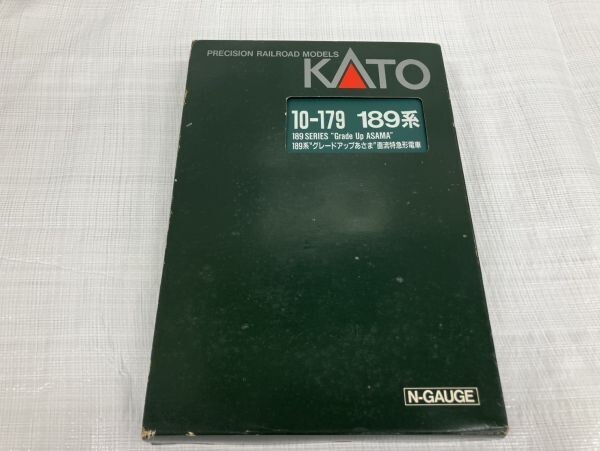 PRECISION RAILROAD MODELS
KATO
10-179 189系
189 SERIES "Grade Up ASAMA"
189系"グレードアップあさま"直流特急形電車
N-GAUGE